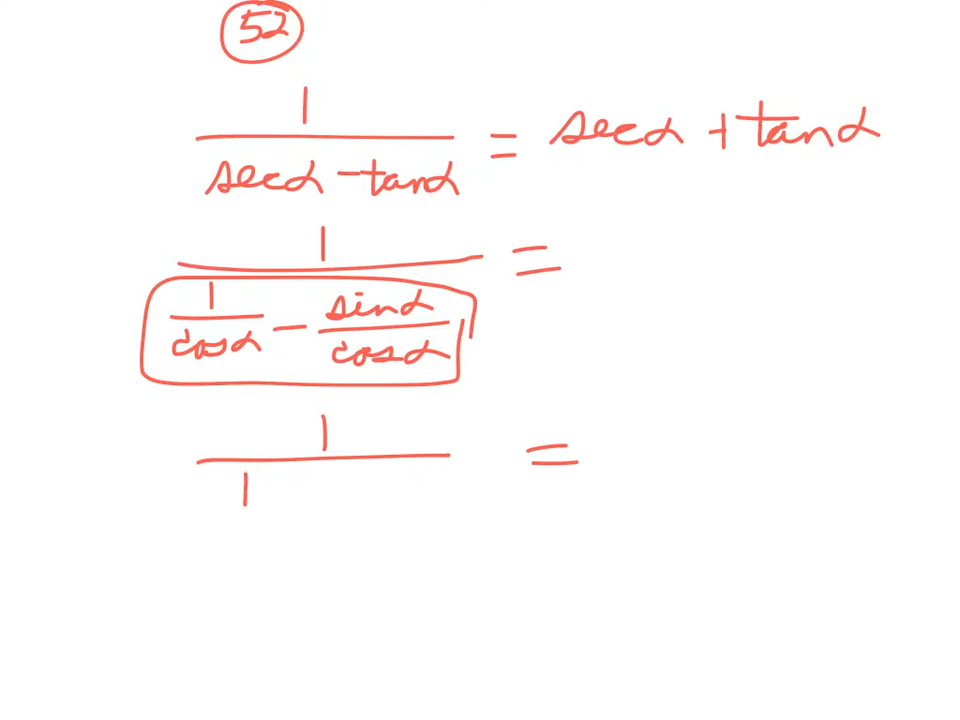 52
1
secα - tanα = secα + tanα
1 =
1/cosα - sinα/cosα
1 =
1